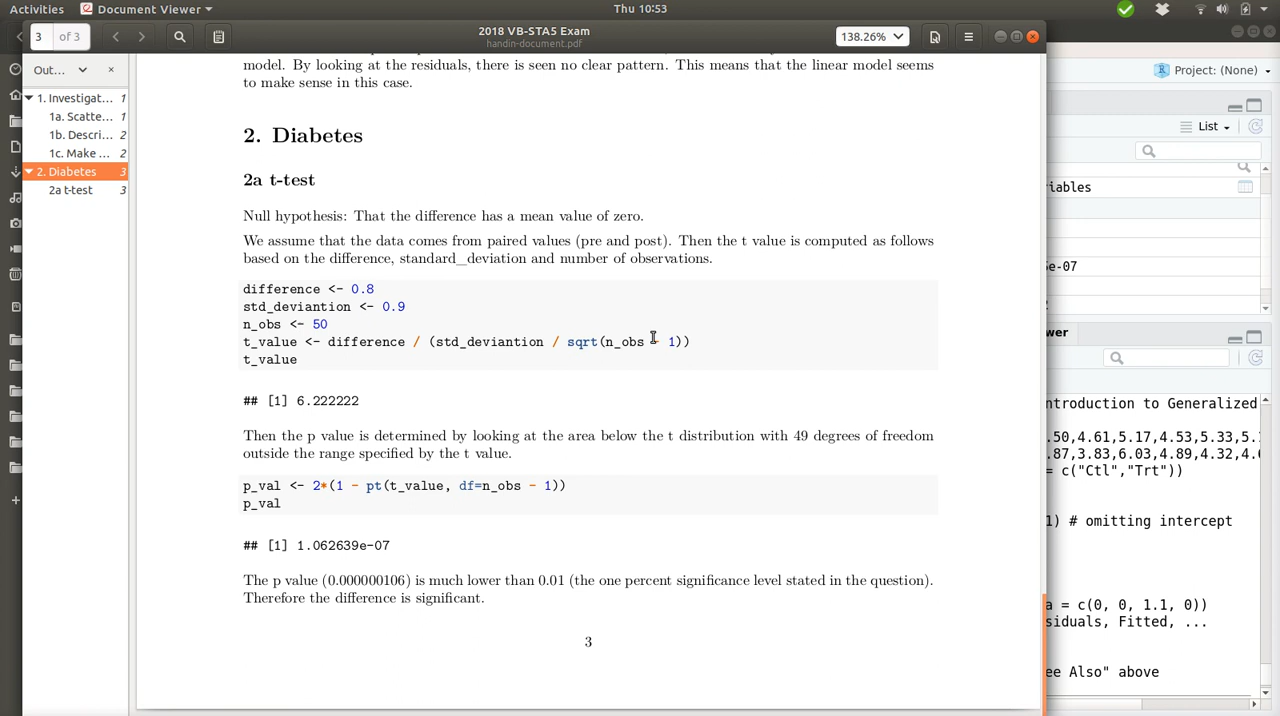 Activities
Document Viewer
Thu 10:53
3
of 3
2018 VB-STA5 Exam
handin-document.pdf
138.26%
Out…
1. Investigat… 1
1a. Scatte… 1
1b. Descri… 2
1c. Make … 2
2. Diabetes 3
2a t-test 3
model. By looking at the residuals, there is seen no clear pattern. This means that the linear model seems
to make sense in this case.
2. Diabetes
2a t-test
Null hypothesis: That the difference has a mean value of zero.
We assume that the data comes from paired values (pre and post). Then the t value is computed as follows
based on the difference, standard_deviation and number of observations.
difference <- 0.8
std_deviantion <- 0.9
n_obs <- 50
t_value <- difference / (std_deviantion / sqrt(n_obs - 1))
t_value
## [1] 6.222222
Then the p value is determined by looking at the area below the t distribution with 49 degrees of freedom
outside the range specified by the t value.
p_val <- 2*(1 - pt(t_value, df=n_obs - 1))
p_val
## [1] 1.062639e-07
The p value (0.000000106) is much lower than 0.01 (the one percent significance level stated in the question).
Therefore the difference is significant.
3
Project: (None)
List
ntroduction to Generalized
= c("Ctl","Trt"))
1) # omitting intercept
a = c(0, 0, 1.1, 0))
siduals, Fitted, ...
ee Also" above